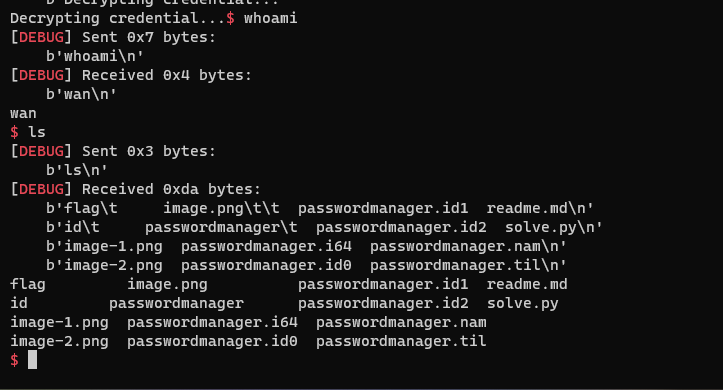 Decrypting credential...$ whoami
[DEBUG] Sent 0x7 bytes:
    b'whoami\n'
[DEBUG] Received 0x4 bytes:
    b'wan\n'
wan
$ ls
[DEBUG] Sent 0x3 bytes:
    b'ls\n'
[DEBUG] Received 0xda bytes:
    b'flag\t     image.png\t\t  passwordmanager.id1  readme.md\n'
    b'id\t     passwordmanager\t  passwordmanager.id2  solve.py\n'
    b'image-1.png  passwordmanager.i64  passwordmanager.nam\n'
    b'image-2.png  passwordmanager.id0  passwordmanager.til\n'
flag         image.png          passwordmanager.id1  readme.md
id         passwordmanager      passwordmanager.id2  solve.py
image-1.png  passwordmanager.i64  passwordmanager.nam
image-2.png  passwordmanager.id0  passwordmanager.til
$